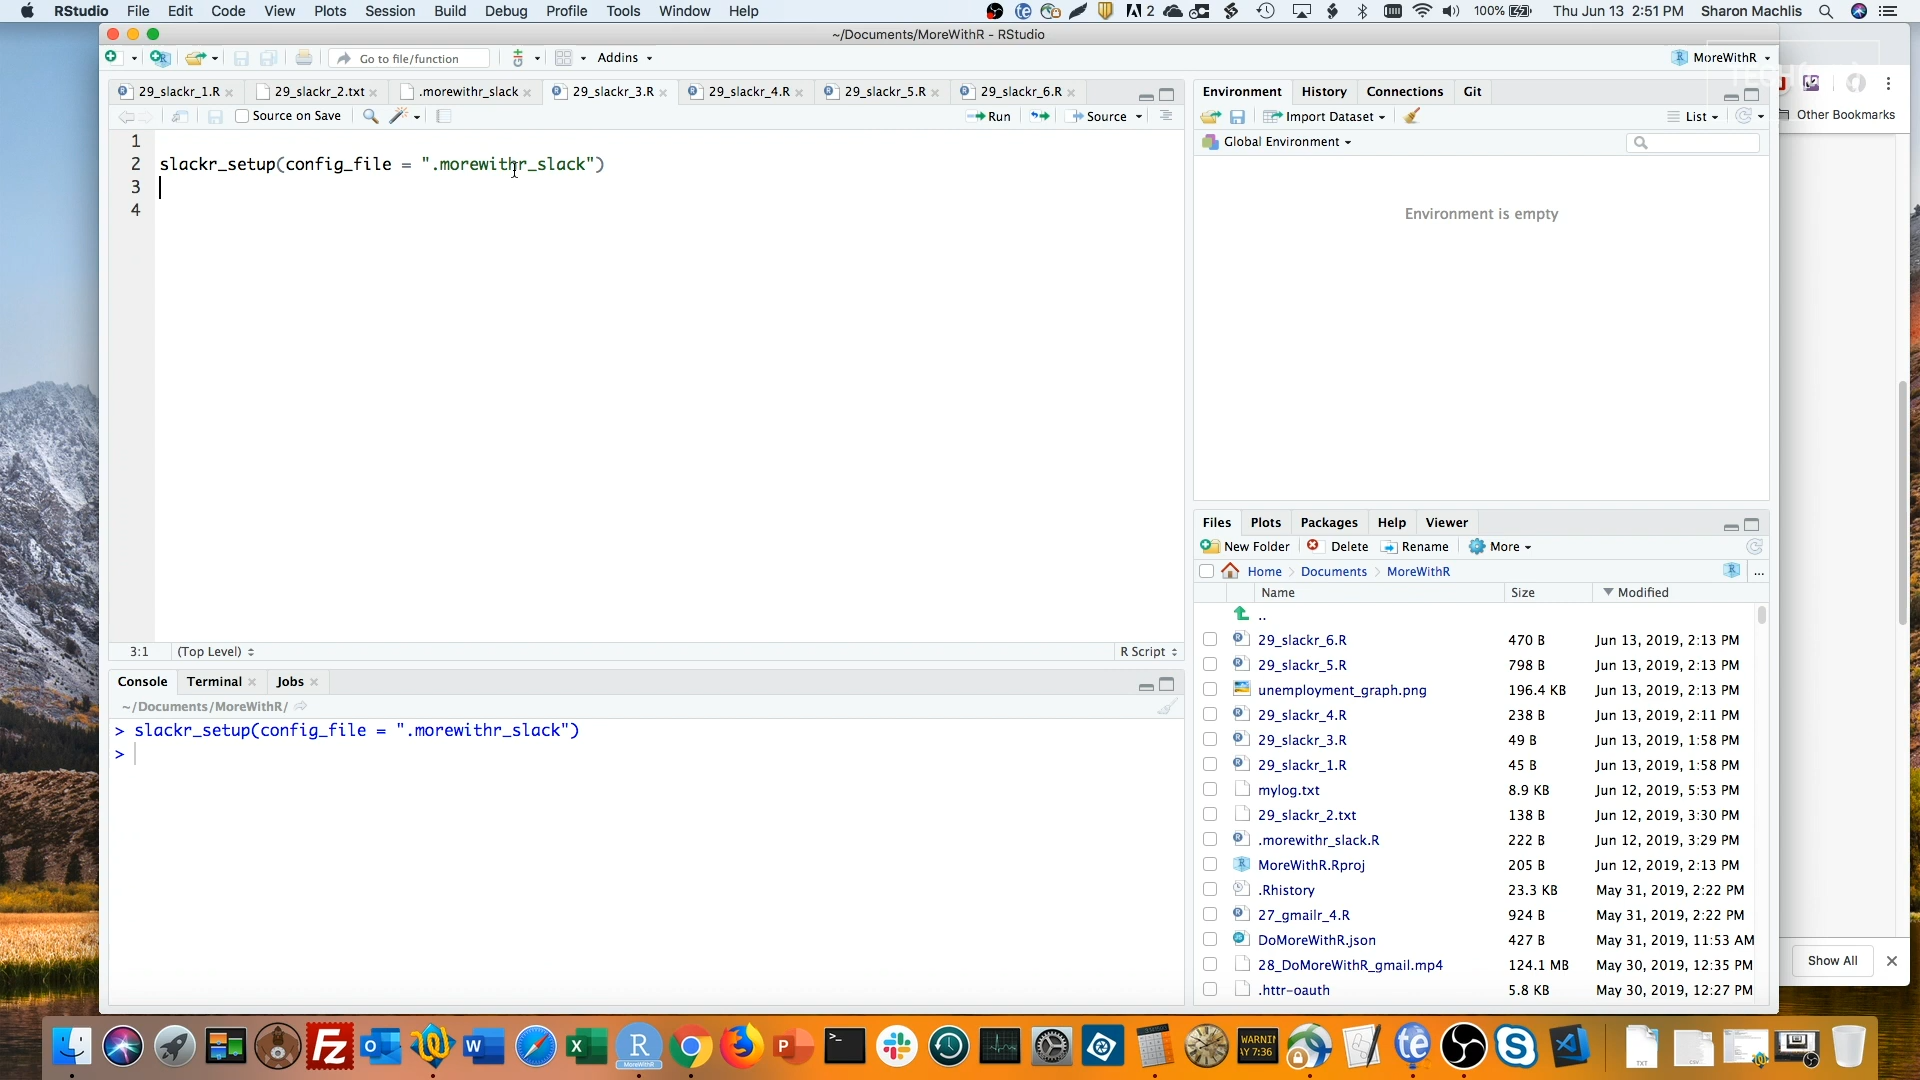 RStudio File Edit Code View Plots Session Build Debug Profile Tools Window Help 2 100% Thu Jun 13 2:51 PM Sharon Machlis
~/Documents/MoreWithR - RStudio
Go to file/function Addins MoreWithR
29_slackr_1.R 29_slackr_2.txt .morewithr_slack 29_slackr_3.R 29_slackr_4.R 29_slackr_5.R 29_slackr_6.R
Source on Save Run Source
1
2 slackr_setup(config_file = ".morewithr_slack")
3
4
3:1 (Top Level) R Script
Console Terminal Jobs
~/Documents/MoreWithR/
> slackr_setup(config_file = ".morewithr_slack")
>
Environment History Connections Git
Import Dataset List
Global Environment
Environment is empty
Files Plots Packages Help Viewer
New Folder Delete Rename More
Home Documents MoreWithR ...
Name Size Modified
..
29_slackr_6.R 470 B Jun 13, 2019, 2:13 PM
29_slackr_5.R 798 B Jun 13, 2019, 2:13 PM
unemployment_graph.png 196.4 KB Jun 13, 2019, 2:13 PM
29_slackr_4.R 238 B Jun 13, 2019, 2:11 PM
29_slackr_3.R 49 B Jun 13, 2019, 1:58 PM
29_slackr_1.R 45 B Jun 13, 2019, 1:58 PM
mylog.txt 8.9 KB Jun 12, 2019, 5:53 PM
29_slackr_2.txt 138 B Jun 12, 2019, 3:30 PM
.morewithr_slack.R 222 B Jun 12, 2019, 3:29 PM
MoreWithR.Rproj 205 B Jun 12, 2019, 2:13 PM
.Rhistory 23.3 KB May 31, 2019, 2:22 PM
27_gmailr_4.R 924 B May 31, 2019, 2:22 PM
DoMoreWithR.json 427 B May 31, 2019, 11:53 AM
28_DoMoreWithR_gmail.mp4 124.1 MB May 30, 2019, 12:35 PM
.httr-oauth 5.8 KB May 30, 2019, 12:27 PM
Other Bookmarks
Show All
WARNIN
AY 7:36
MoreWithR
TXT
CSV